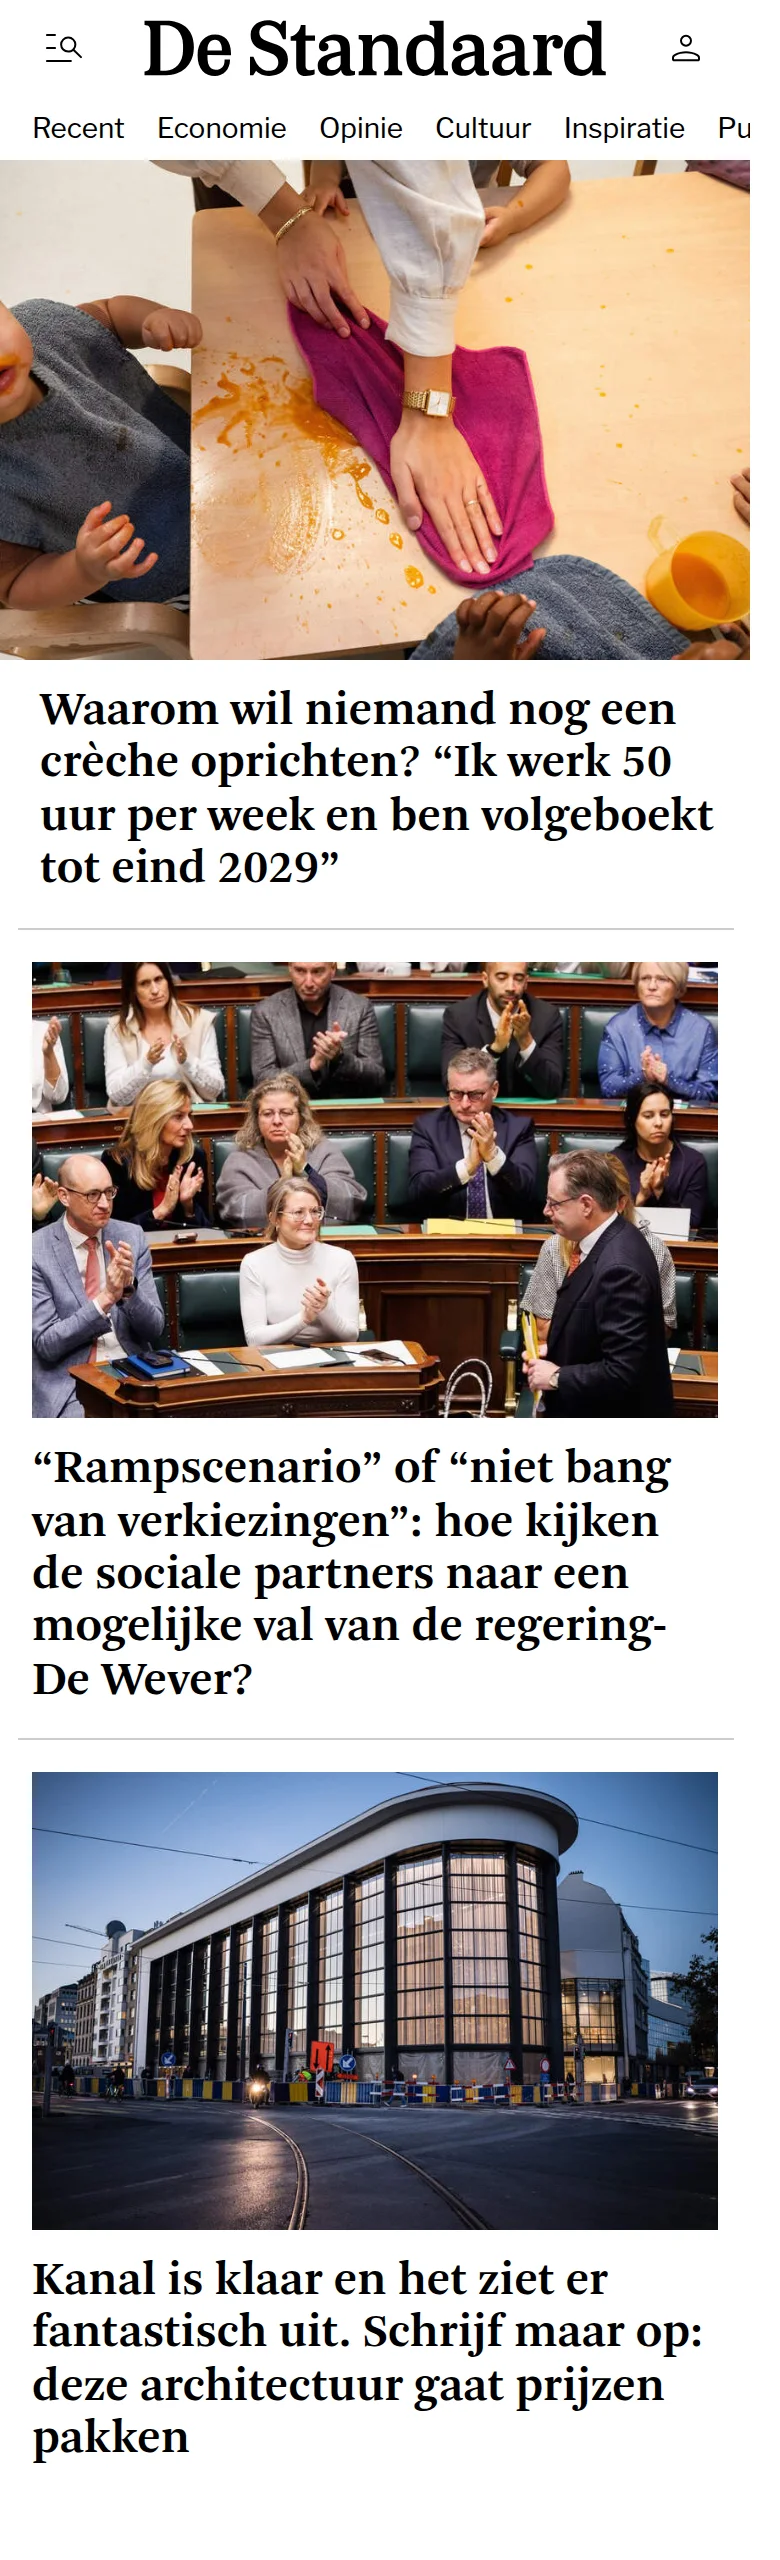 De Standaard
Recent Economie Opinie Cultuur Inspiratie Pu
Waarom wil niemand nog een
crèche oprichten? “Ik werk 50
uur per week en ben volgeboekt
tot eind 2029”
“Rampscenario” of “niet bang
van verkiezingen”: hoe kijken
de sociale partners naar een
mogelijke val van de regering-
De Wever?
Kanal is klaar en het ziet er
fantastisch uit. Schrijf maar op:
deze architectuur gaat prijzen
pakken